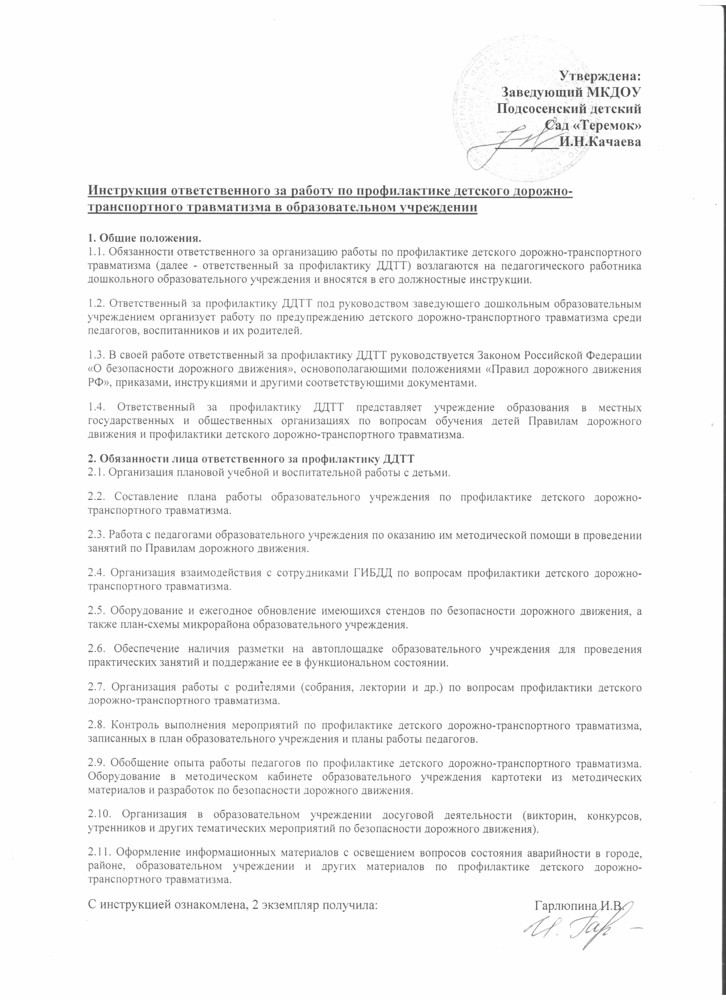 Утверждена:
Заведующий МКДОУ
Подсосенский детский
Сад «Теремок»
__________И.Н.Качаева
Инструкция ответственного за работу по профилактике детского дорожно-
транспортного травматизма в образовательном учреждении
1. Общие положения.
1.1. Обязанности ответственного за организацию работы по профилактике детского дорожно-транспортного
травматизма (далее - ответственный за профилактику ДДТТ) возлагаются на педагогического работника
дошкольного образовательного учреждения и вносятся в его должностные инструкции.
1.2. Ответственный за профилактику ДДТТ под руководством заведующего дошкольным образовательным
учреждением организует работу по предупреждению детского дорожно-транспортного травматизма среди
педагогов, воспитанников и их родителей.
1.3. В своей работе ответственный за профилактику ДДТТ руководствуется Законом Российской Федерации
«О безопасности дорожного движения», основополагающими положениями «Правил дорожного движения
РФ», приказами, инструкциями и другими соответствующими документами.
1.4. Ответственный за профилактику ДДТТ представляет учреждение образования в местных
государственных и общественных организациях по вопросам обучения детей Правилам дорожного
движения и профилактики детского дорожно-транспортного травматизма.
2. Обязанности лица ответственного за профилактику ДДТТ
2.1. Организация плановой учебной и воспитательной работы с детьми.
2.2. Составление плана работы образовательного учреждения по профилактике детского дорожно-
транспортного травматизма.
2.3. Работа с педагогами образовательного учреждения по оказанию им методической помощи в проведении
занятий по Правилам дорожного движения.
2.4. Организация взаимодействия с сотрудниками ГИБДД по вопросам профилактики детского дорожно-
транспортного травматизма.
2.5. Оборудование и ежегодное обновление имеющихся стендов по безопасности дорожного движения, а
также план-схемы микрорайона образовательного учреждения.
2.6. Обеспечение наличия разметки на автоплощадке образовательного учреждения для проведения
практических занятий и поддержание ее в функциональном состоянии.
2.7. Организация работы с родителями (собрания, лектории и др.) по вопросам профилактики детского
дорожно-транспортного травматизма.
2.8. Контроль выполнения мероприятий по профилактике детского дорожно-транспортного травматизма,
записанных в план образовательного учреждения и планы работы педагогов.
2.9. Обобщение опыта работы педагогов по профилактике детского дорожно-транспортного травматизма.
Оборудование в методическом кабинете образовательного учреждения картотеки из методических
материалов и разработок по безопасности дорожного движения.
2.10. Организация в образовательном учреждении досуговой деятельности (викторин, конкурсов,
утренников и других тематических мероприятий по безопасности дорожного движения).
2.11. Оформление информационных материалов с освещением вопросов состояния аварийности в городе,
районе, образовательном учреждении и других материалов по профилактике детского дорожно-
транспортного травматизма.
С инструкцией ознакомлена, 2 экземпляр получила: Гарлюпина И.В.
И. Гар